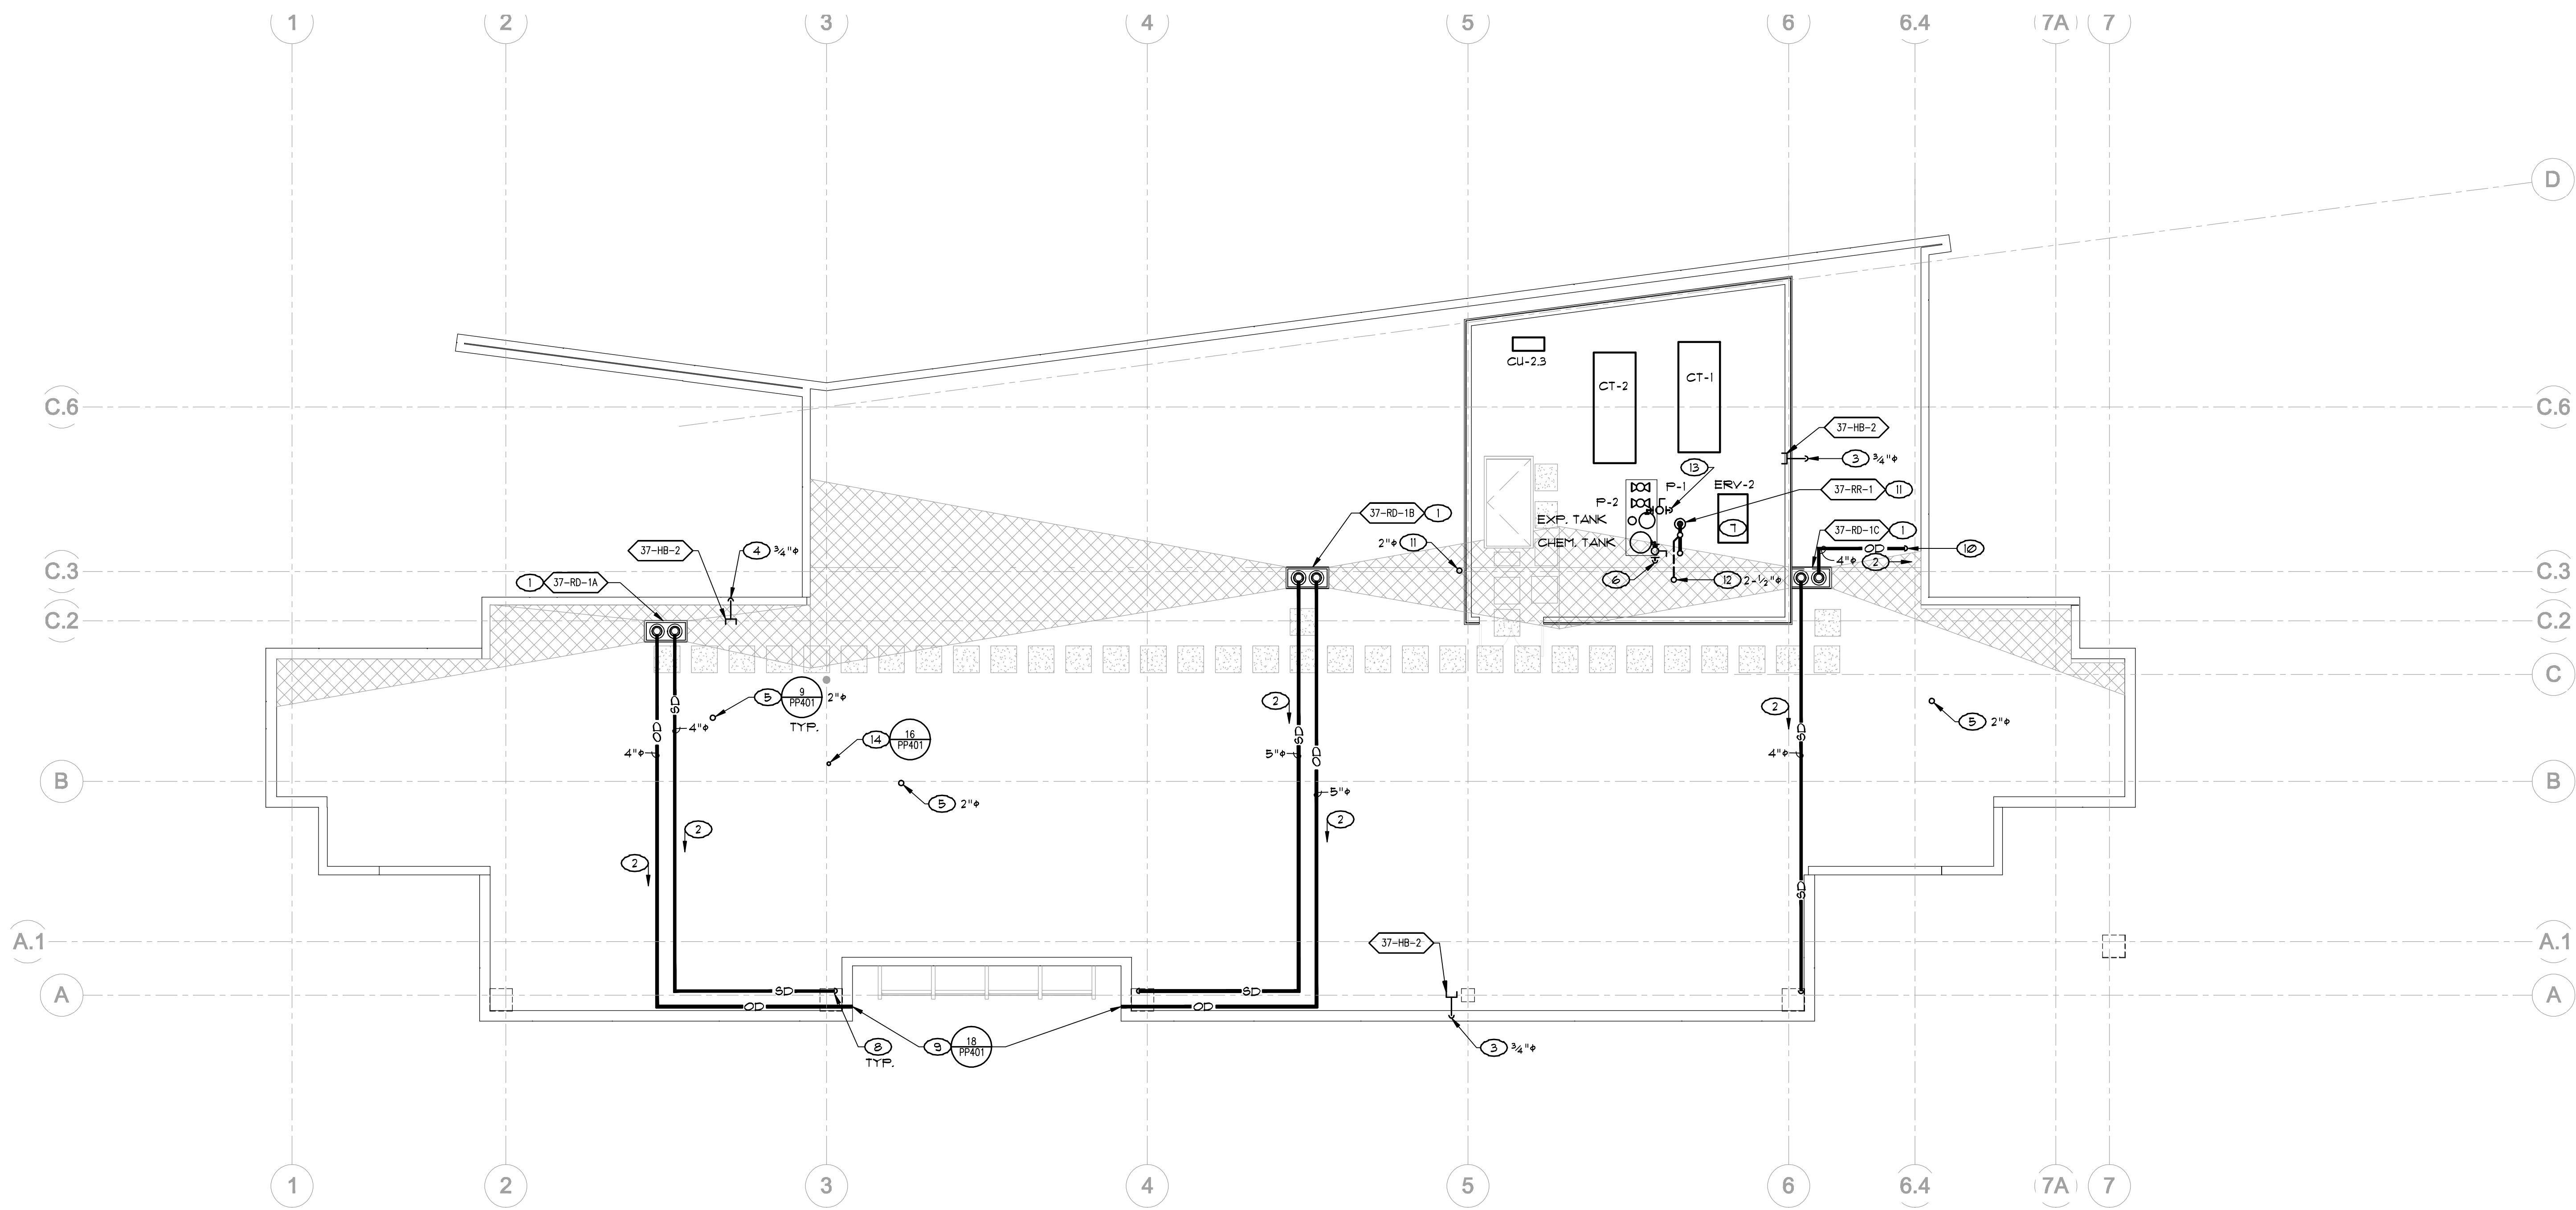 1 2 3 4 5 6 6.4 7A 7
D
C.6
CU-2.3
CT-2
CT-1
C.6
37-HB-2
3 3/4"φ
13
P-1
ERV-2
P-2
37-RR-1 11
EXP. TANK
7
37-RD-1B 1
37-RD-1C 1
CHEM. TANK
2"φ 11
OD
10
37-HB-2
4 3/4"φ
4"φ 2
C.3
1 37-RD-1A
6
12 2-1/2"φ
C.3
C.2
C.2
C
5
9
PP401
2"φ
TYP.
OD
SD
4"φ
4"φ
2
SD
5"φ
OD
2
SD
4"φ
5 2"φ
14
16
PP401
B
5 2"φ
5"φ
B
2
2
2
SD
A.1
37-HB-2
A.1
A
SD
OD
SD
OD
A
8
TYP.
9
18
PP401
3 3/4"φ
1 2 3 4 5 6 6.4 7A 7